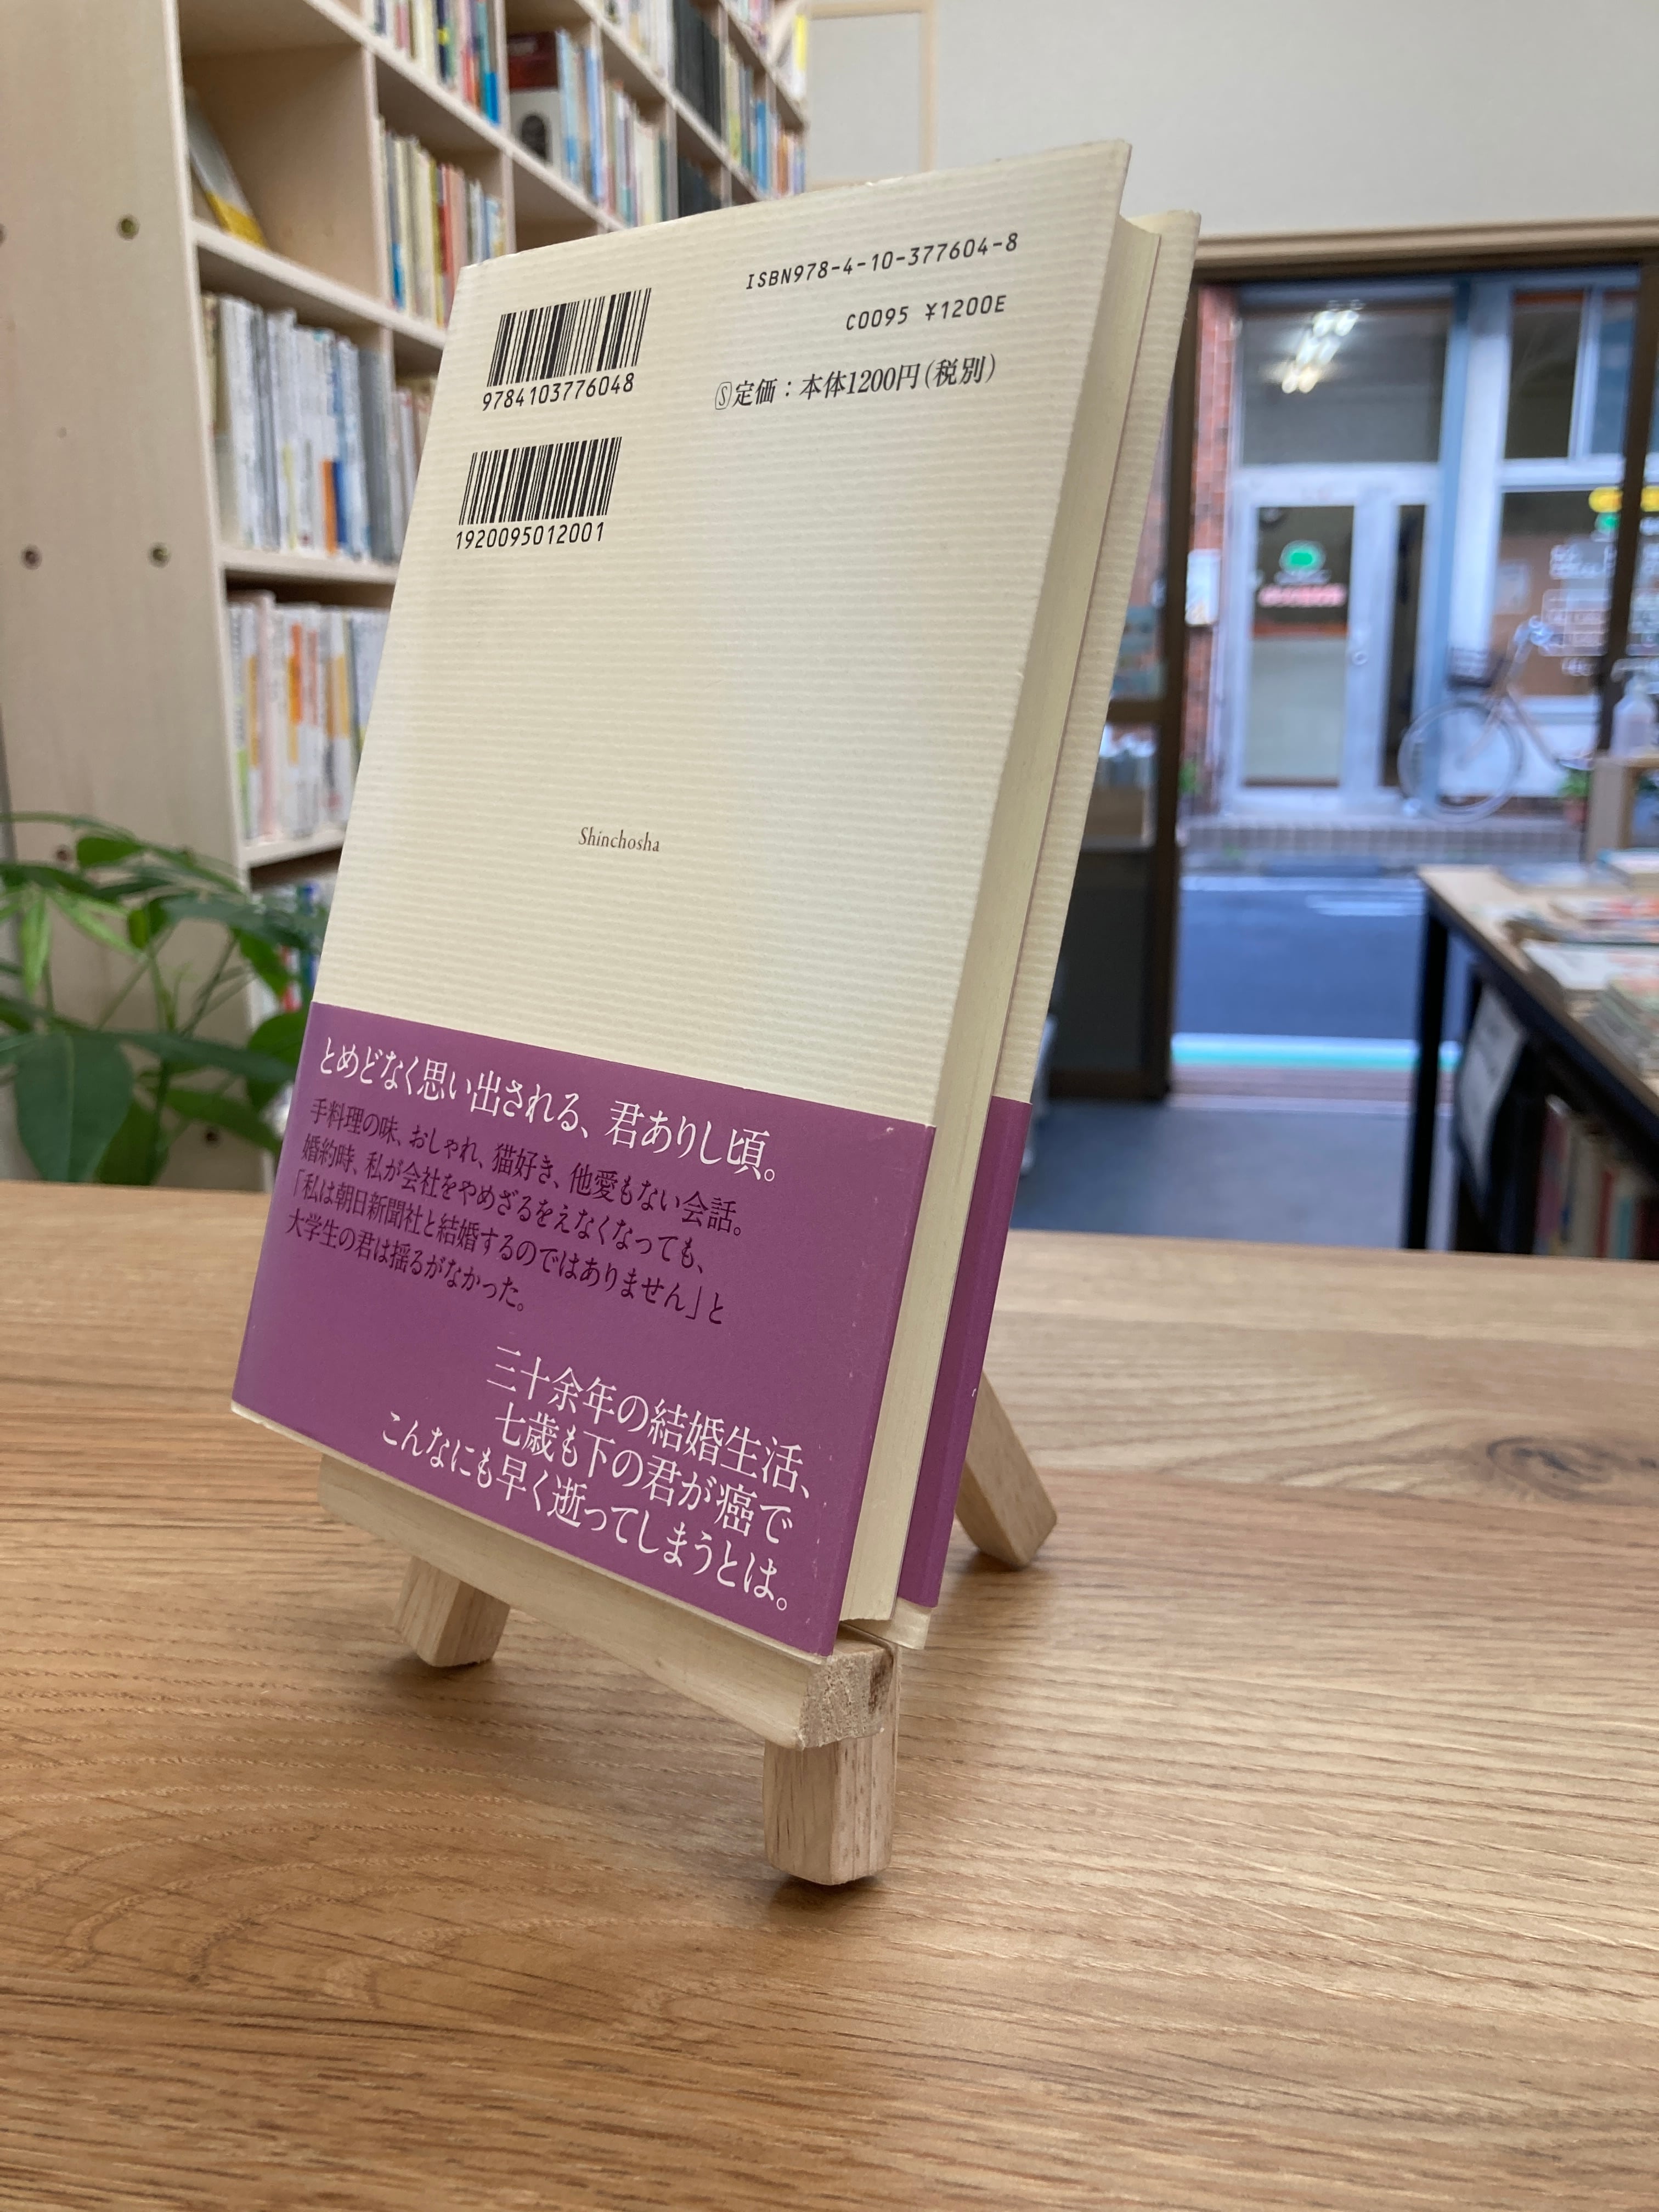 ISBN978-4-10-377604-8
C0095 ¥1200E
Ⓢ定価：本体1200円（税別）
9784103776048
1920095012001
Shinchosha
とめどなく思い出される、君ありし頃。
手料理の味、おしゃれ、猫好き、他愛もない会話。
婚約時、私が会社をやめざるをえなくなっても、
「私は朝日新聞社と結婚するのではありません」と
大学生の君は揺るがなかった。
三十余年の結婚生活、
七歳も下の君が癌で
こんなにも早く逝ってしまうとは。